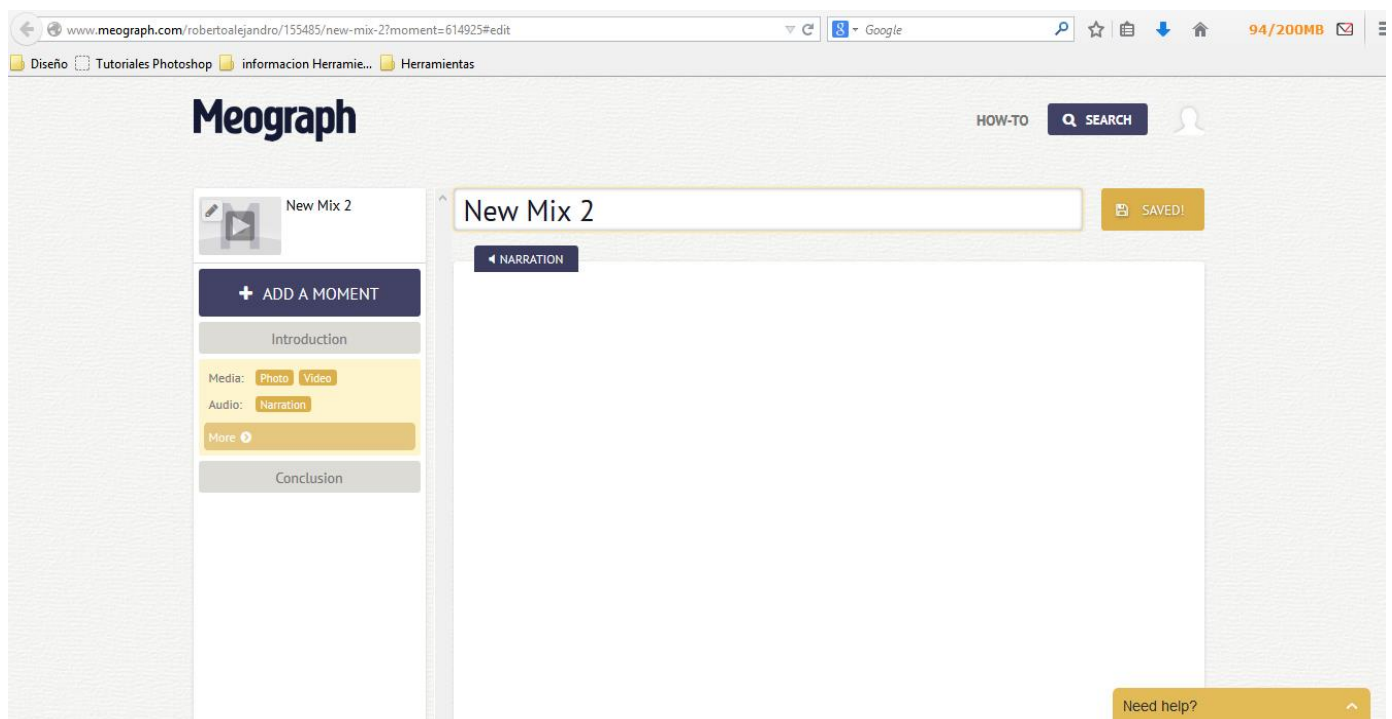 www.meograph.com/robertoalejandro/155485/new-mix-2?moment=614925#edit
8 Google
94/200MB
Diseño Tutoriales Photoshop informacion Herramie... Herramientas
Meograph
HOW-TO SEARCH
New Mix 2
New Mix 2
SAVED!
NARRATION
ADD A MOMENT
Introduction
Media: Photo Video
Audio: Narration
More
Conclusion
Need help?